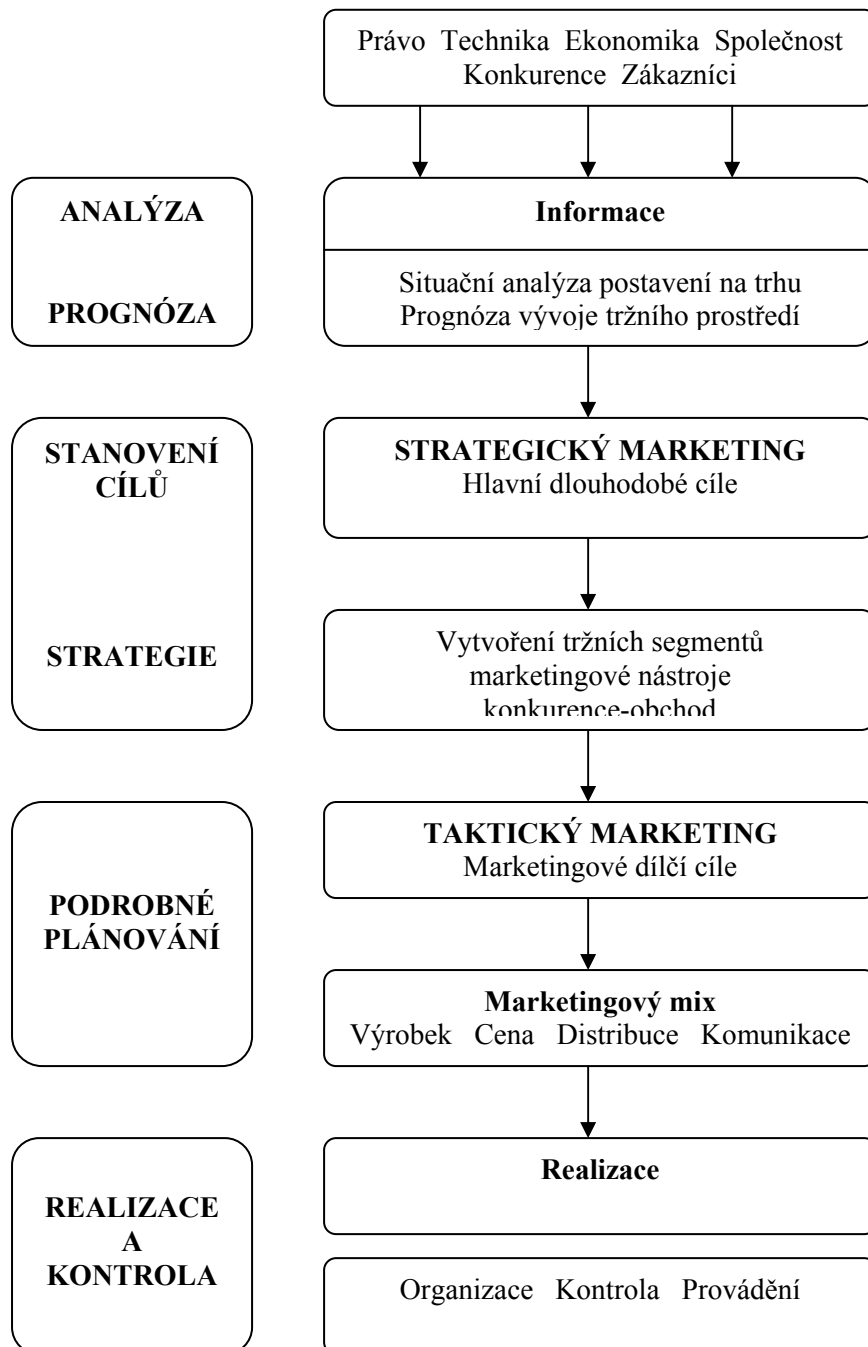 Právo Technika Ekonomika Společnost
Konkurence Zákazníci
ANALÝZA
PROGNÓZA
Informace
Situační analýza postavení na trhu
Prognóza vývoje tržního prostředí
STANOVENÍ
CÍLŮ
STRATEGIE
STRATEGICKÝ MARKETING
Hlavní dlouhodobé cíle
Vytvoření tržních segmentů
marketingové nástroje
konkurence-obchod
PODROBNÉ
PLÁNOVÁNÍ
TAKTICKÝ MARKETING
Marketingové dílčí cíle
Marketingový mix
Výrobek Cena Distribuce Komunikace
REALIZACE
A
KONTROLA
Realizace
Organizace Kontrola Provádění